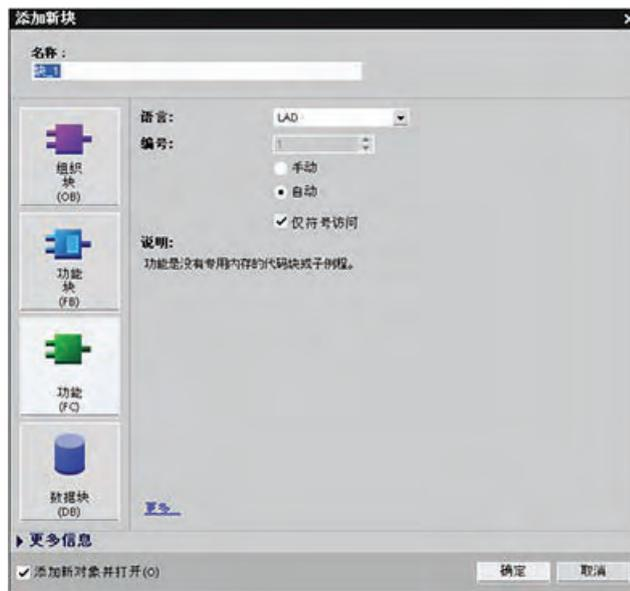 添加新块
名称：
块_1
组织
块
(OB)
功能
块
(FB)
功能
(FC)
数据块
(DB)
语言:
LAD
编号:
1
手动
自动
仅符号访问
说明:
功能是没有专用内存的代码块或子例程。
更多...
更多信息
添加新对象并打开(O)
确定
取消